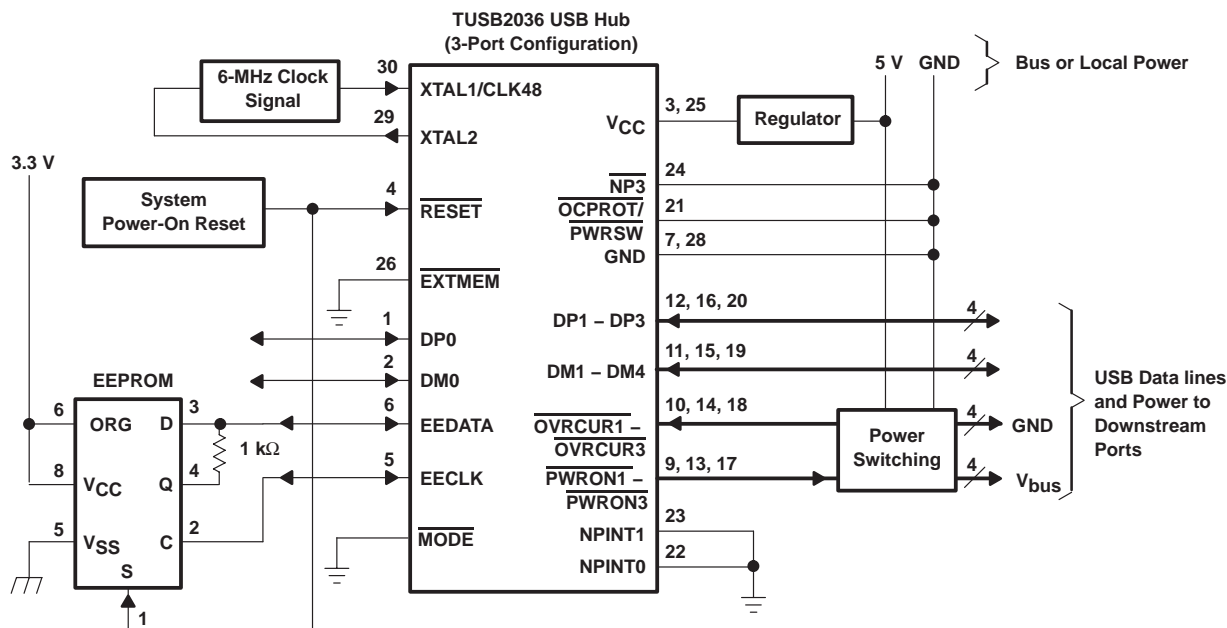 TUSB2036 USB Hub
(3-Port Configuration)
6-MHz Clock
Signal
30
XTAL1/CLK48
29
XTAL2
3.3 V
System
Power-On Reset
4
RESET
26
EXTMEM
1
DP0
2
DM0
EEPROM
6
ORG
D
3
1 kΩ
6
EEDATA
8
VCC
Q
4
5
EECLK
5
VSS
C
2
S
1
MODE
5 V
GND
Bus or Local Power
VCC
3, 25
Regulator
NP3
24
OCPROT/
PWRSW
21
GND
7, 28
DP1 – DP3
12, 16, 20
4
DM1 – DM4
11, 15, 19
4
OVRCUR1 –
OVRCUR3
10, 14, 18
Power
Switching
4
GND
PWRON1 –
PWRON3
9, 13, 17
4
Vbus
USB Data lines
and Power to
Downstream
Ports
NPINT1
23
NPINT0
22